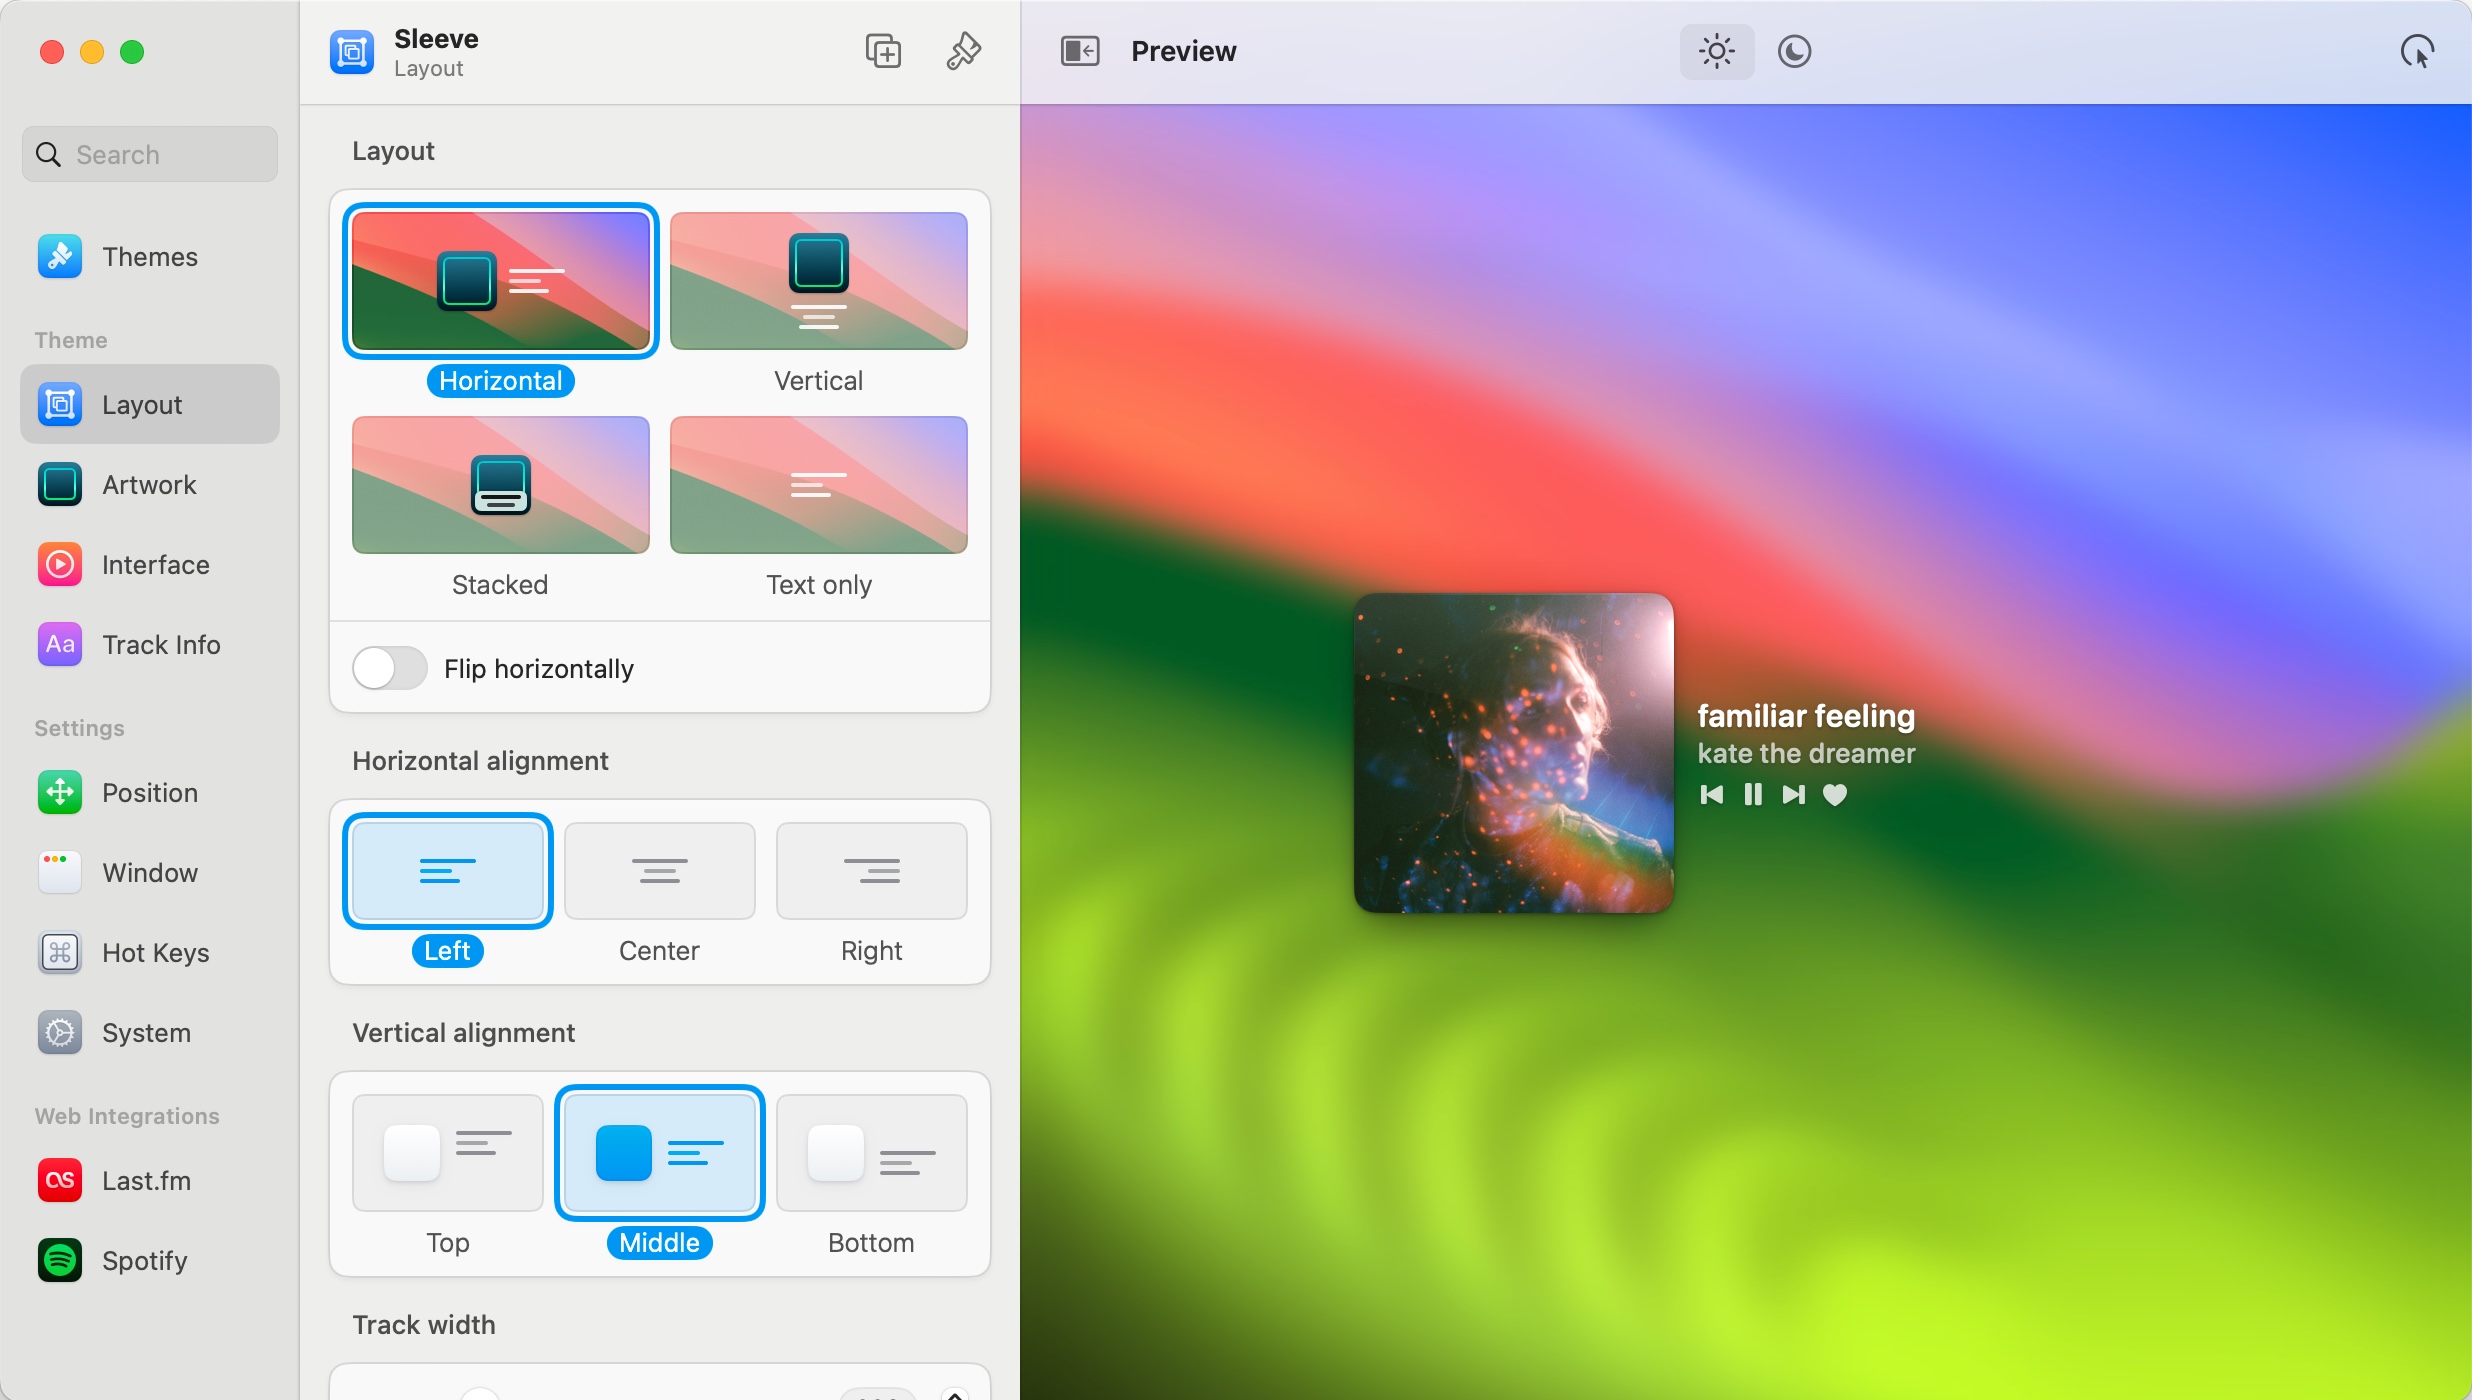 Search
Themes
Theme
Layout
Artwork
Interface
Aa
Track Info
Settings
Position
Window
Hot Keys
System
Web Integrations
Last.fm
Spotify
Sleeve
Layout
Layout
Horizontal
Vertical
Stacked
Text only
Flip horizontally
Horizontal alignment
Left
Center
Right
Vertical alignment
Top
Middle
Bottom
Track width
Preview
familiar feeling
kate the dreamer